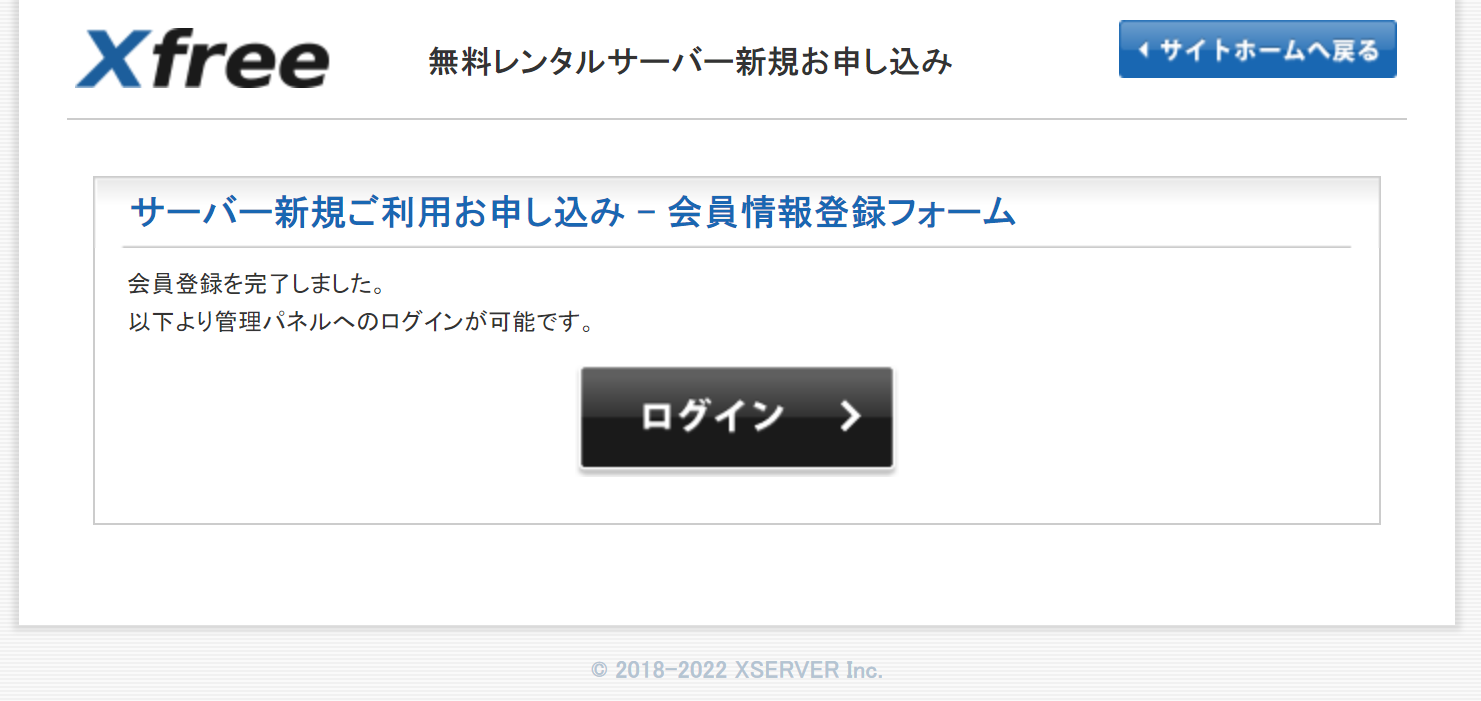 Xfree
無料レンタルサーバー新規お申し込み
サイトホームへ戻る
サーバー新規ご利用お申し込み − 会員情報登録フォーム
会員登録を完了しました。
以下より管理パネルへのログインが可能です。
ログイン
© 2018-2022 XSERVER Inc.